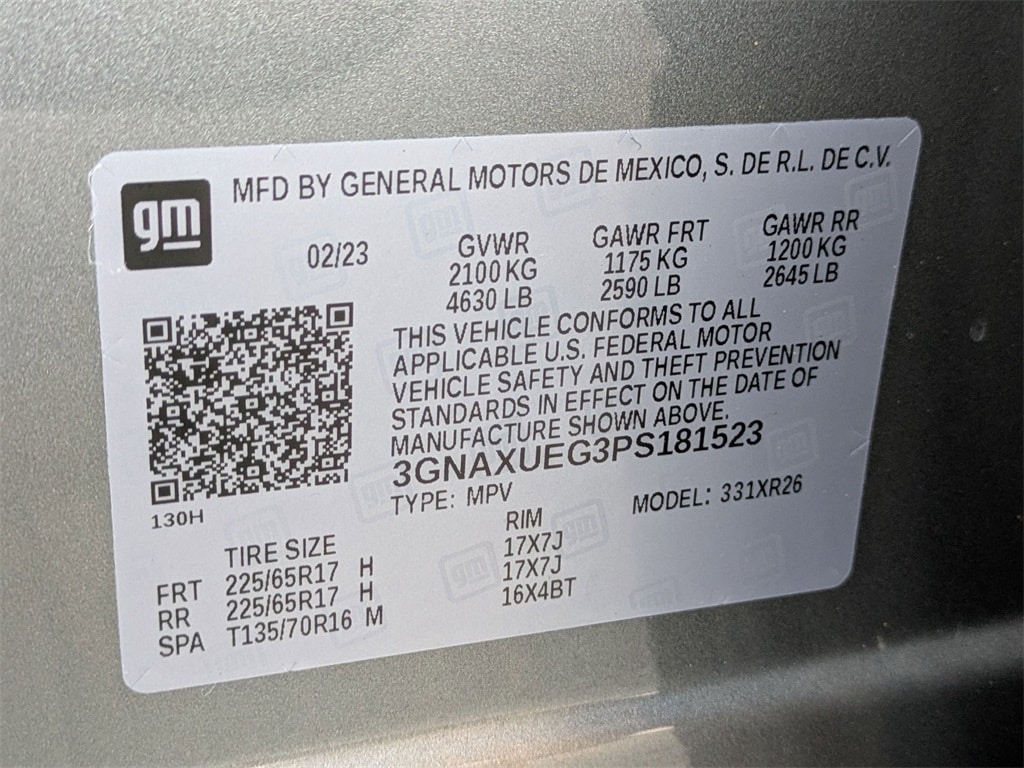 gm
MFD BY GENERAL MOTORS DE MEXICO, S. DE R.L. DE C.V.
02/23
GVWR
2100 KG
4630 LB
GAWR FRT
1175 KG
2590 LB
GAWR RR
1200 KG
2645 LB
THIS VEHICLE CONFORMS TO ALL
APPLICABLE U.S. FEDERAL MOTOR
VEHICLE SAFETY AND THEFT PREVENTION
STANDARDS IN EFFECT ON THE DATE OF
MANUFACTURE SHOWN ABOVE.
3GNAXUEG3PS181523
TYPE: MPV
MODEL: 331XR26
130H
TIRE SIZE RIM
FRT 225/65R17 H 17X7J
RR 225/65R17 H 17X7J
SPA T135/70R16 M 16X4BT